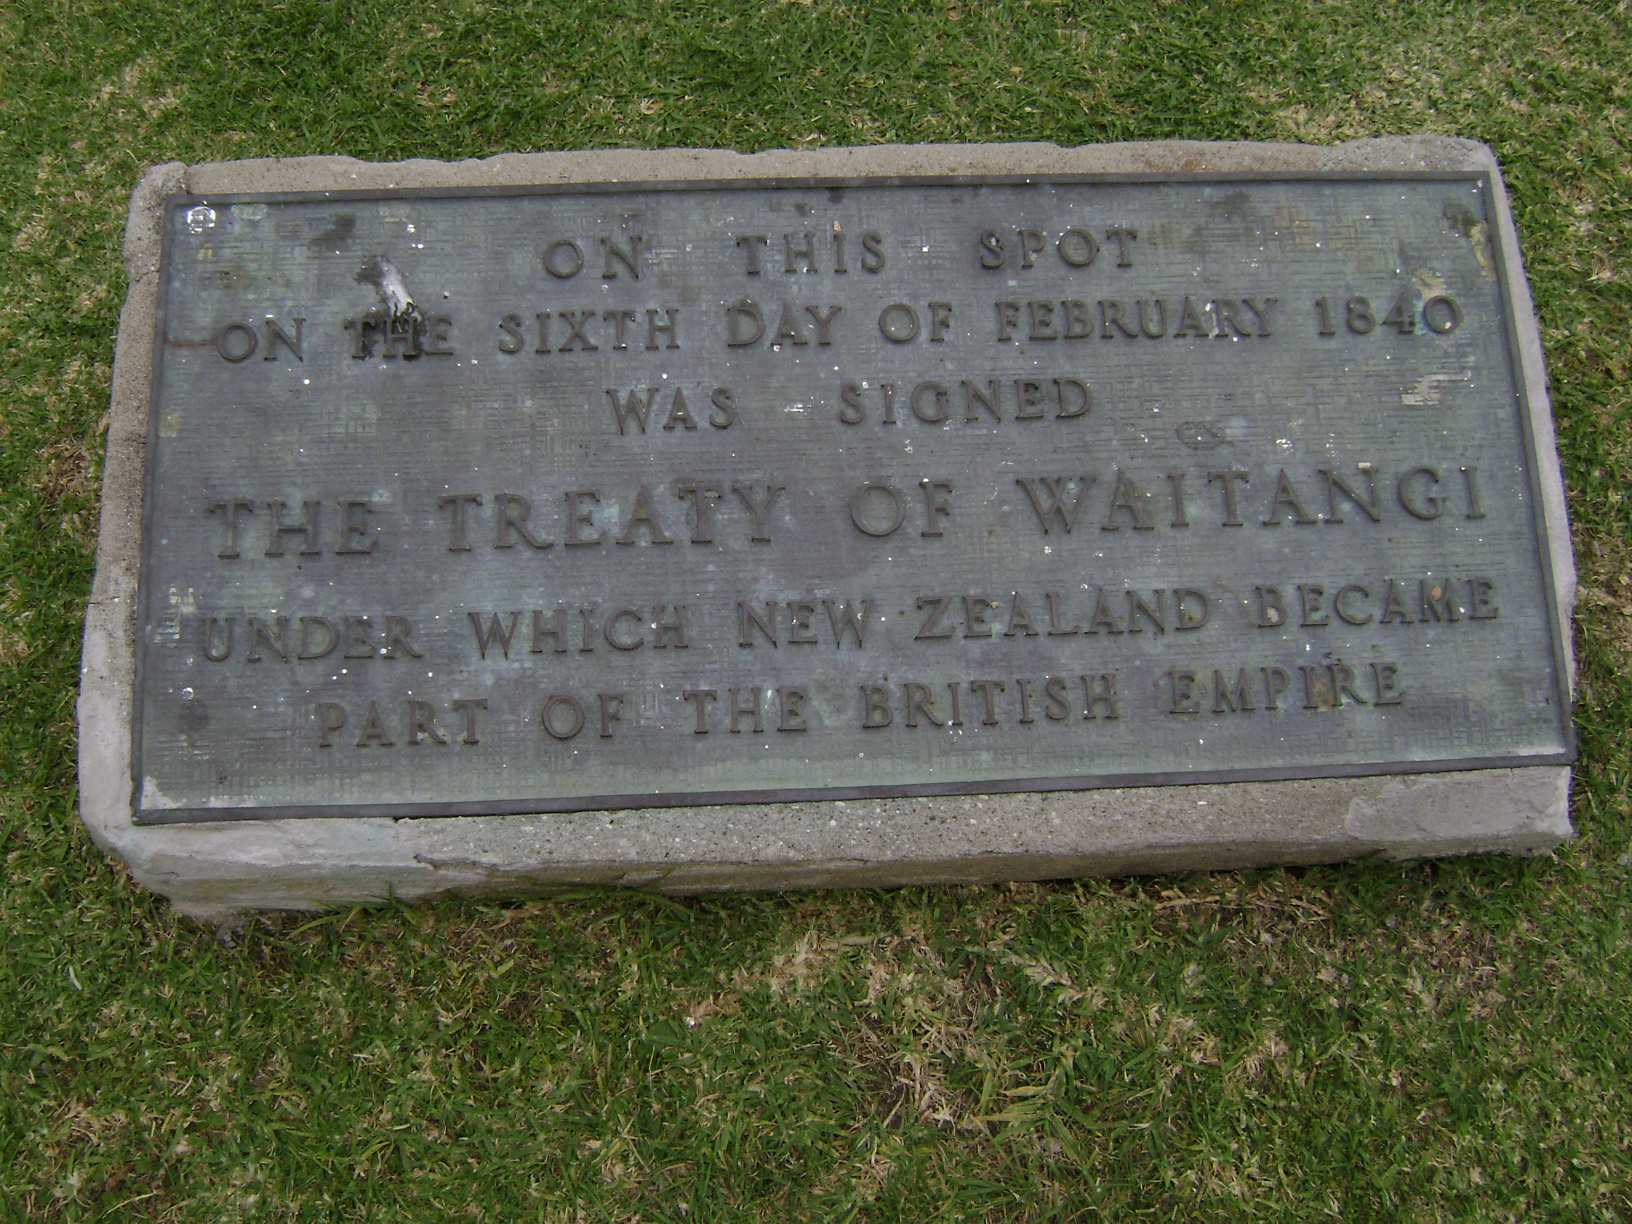 ON THIS SPOT
ON THE SIXTH DAY OF FEBRUARY 1840
WAS SIGNED
THE TREATY OF WAITANGI
UNDER WHICH NEW ZEALAND BECAME
PART OF THE BRITISH EMPIRE